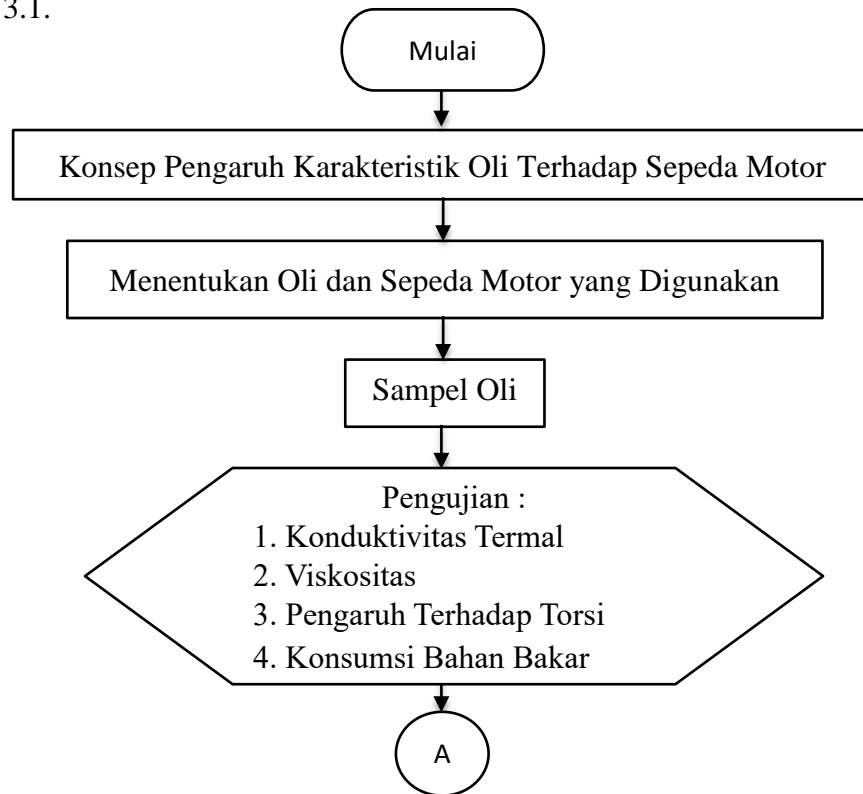 3.1.
Mulai
Konsep Pengaruh Karakteristik Oli Terhadap Sepeda Motor
Menentukan Oli dan Sepeda Motor yang Digunakan
Sampel Oli
Pengujian :
1. Konduktivitas Termal
2. Viskositas
3. Pengaruh Terhadap Torsi
4. Konsumsi Bahan Bakar
A